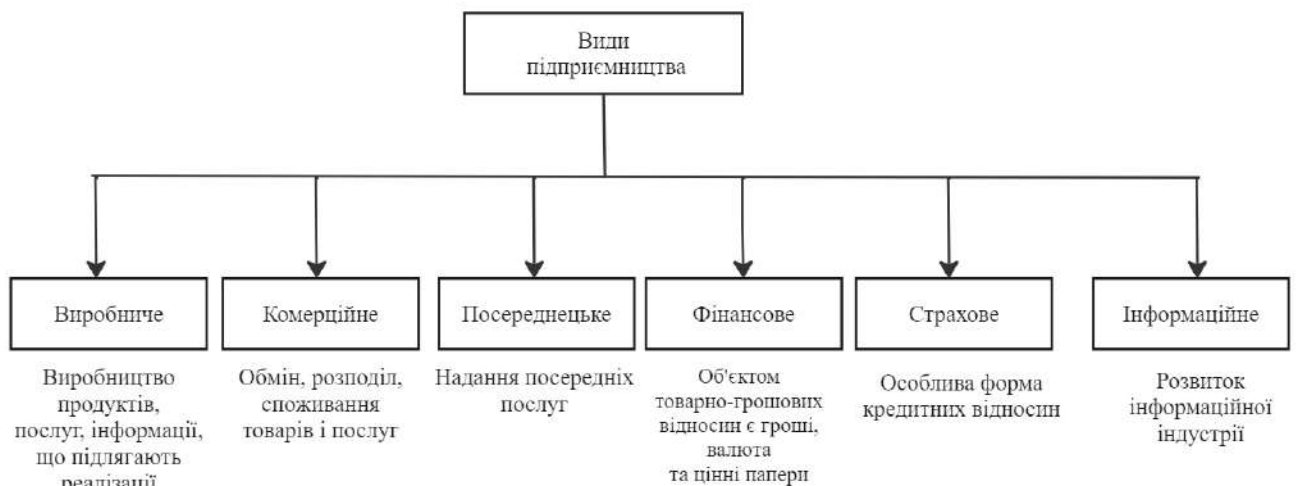 Види
підприємництва
Виробниче
Комерційне
Посереднецьке
Фінансове
Страхове
Інформаційне
Виробництво
продуктів,
послуг, інформації,
що підлягають
реалізації
Обмін, розподіл,
споживання
товарів і послуг
Надання посередніх
послуг
Об'єктом
товарно-грошових
відносин є гроші,
валюта
та цінні папери
Особлива форма
кредитних відносин
Розвиток
інформаційної
індустрії